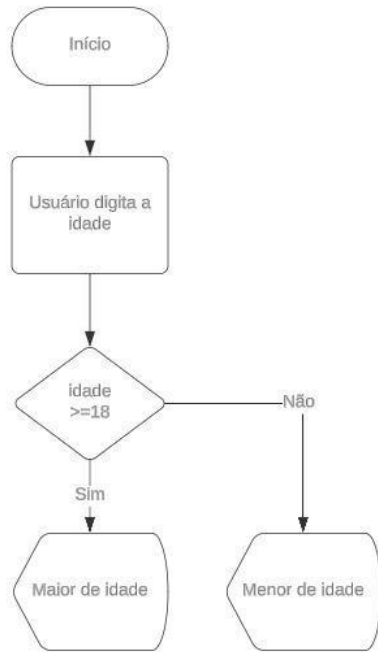 Início
Usuário digita a
idade
idade
>=18
Não
Sim
Maior de idade
Menor de idade